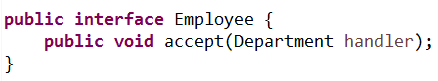 public interface Employee {
    public void accept(Department handler);
}